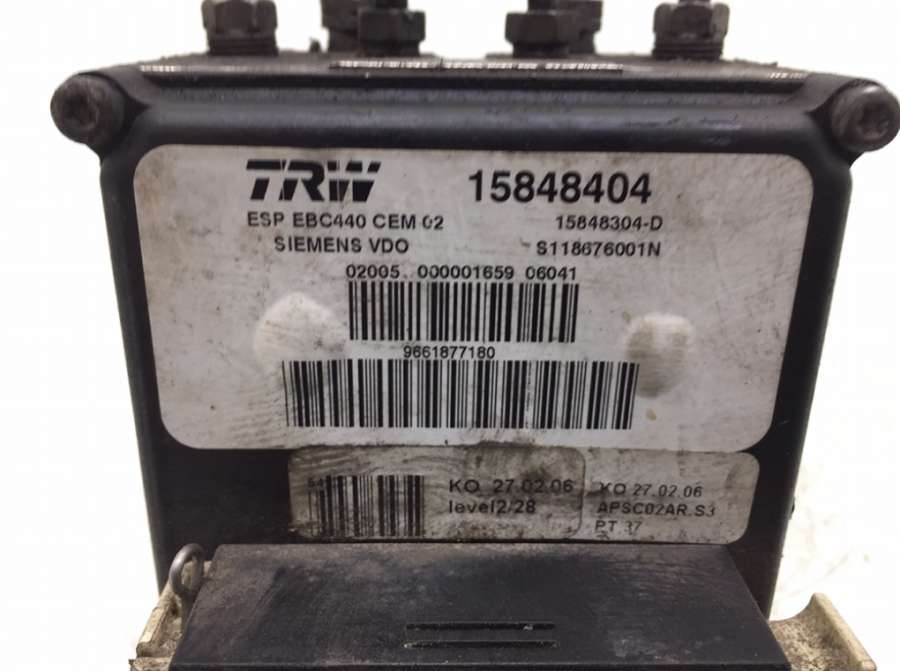 TRW 15848404
ESP EBC440 CEM 02 15848304-D
SIEMENS VDO S118676001N
02005 000001659 06041
9661877180
KO 27.02.06
level2/28
KO 27.02.06
APSC02AR.S3
PT 37